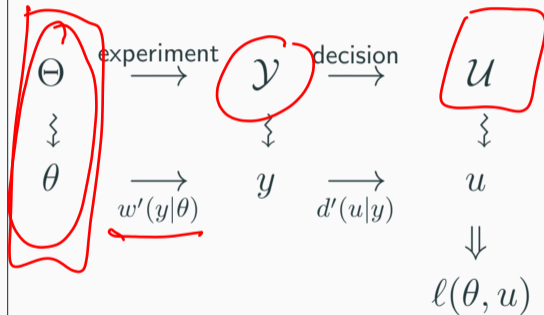 Θ experiment ⟶ 𝒴 decision ⟶ 𝒰
θ ⟶ y ⟶ u
w′(y|θ) d′(u|y)
⇓
ℓ(θ, u)